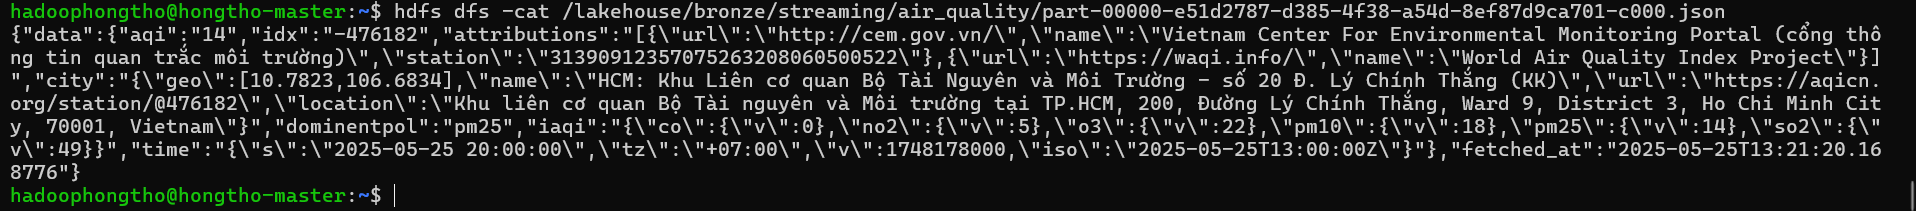 hadoophongtho@hongtho-master:~$ hdfs dfs -cat /lakehouse/bronze/streaming/air_quality/part-00000-e51d2787-d385-4f38-a54d-8ef87d9ca701-c000.json
{"data":{"aqi":"14","idx":"-476182","attributions":"[{\"url\":\"http://cem.gov.vn/\",\"name\":\"Vietnam Center For Environmental Monitoring Portal (cổng thô
ng tin quan trắc môi trường)\",\"station\":\"31390912357075263208060500522\"},{\"url\":\"https://waqi.info/\",\"name\":\"World Air Quality Index Project\"}]
","city":"{\"geo\":[10.7823,106.6834],\"name\":\"HCM: Khu Liên cơ quan Bộ Tài Nguyên và Môi Trường - số 20 Đ. Lý Chính Thắng (KK)\",\"url\":\"https://aqicn.
org/station/@476182\",\"location\":\"Khu liên cơ quan Bộ Tài nguyên và Môi trường tại TP.HCM, 200, Đường Lý Chính Thắng, Ward 9, District 3, Ho Chi Minh Cit
y, 70001, Vietnam\"}","dominentpol":"pm25","iaqi":"{\"co\":{\"v\":0},\"no2\":{\"v\":5},\"o3\":{\"v\":22},\"pm10\":{\"v\":18},\"pm25\":{\"v\":14},\"so2\":{\"
v\":49}}","time":"{\"s\":\"2025-05-25 20:00:00\",\"tz\":\"+07:00\",\"v\":1748178000,\"iso\":\"2025-05-25T13:00:00Z\"}"},"fetched_at":"2025-05-25T13:21:20.16
8776"}
hadoophongtho@hongtho-master:~$